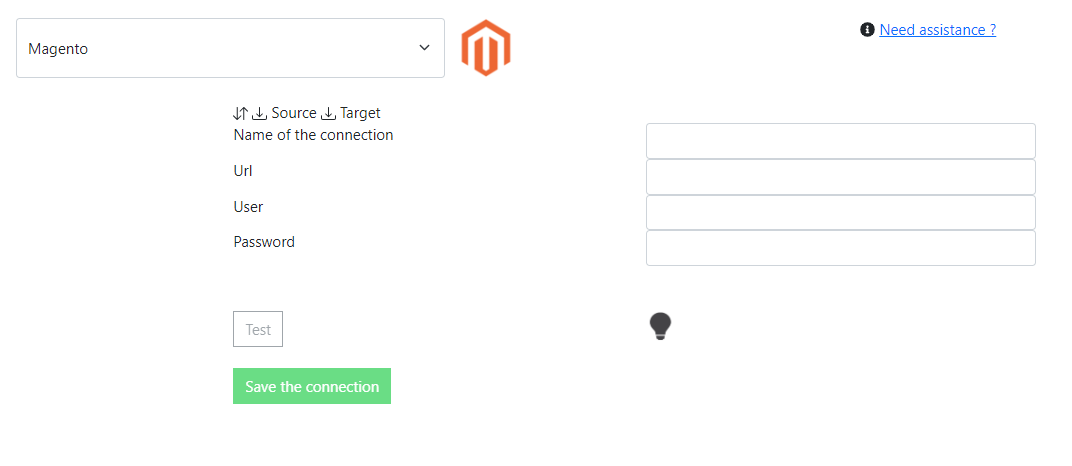 Magento
Need assistance ?
Source Target
Name of the connection
Url
User
Password
Test
Save the connection